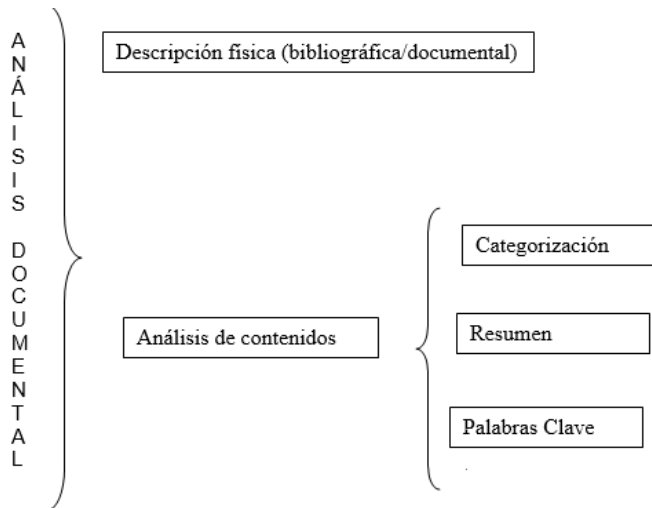 ANÁLISIS DOCUMENTAL
Descripción física (bibliográfica/documental)
Análisis de contenidos
Categorización
Resumen
Palabras Clave